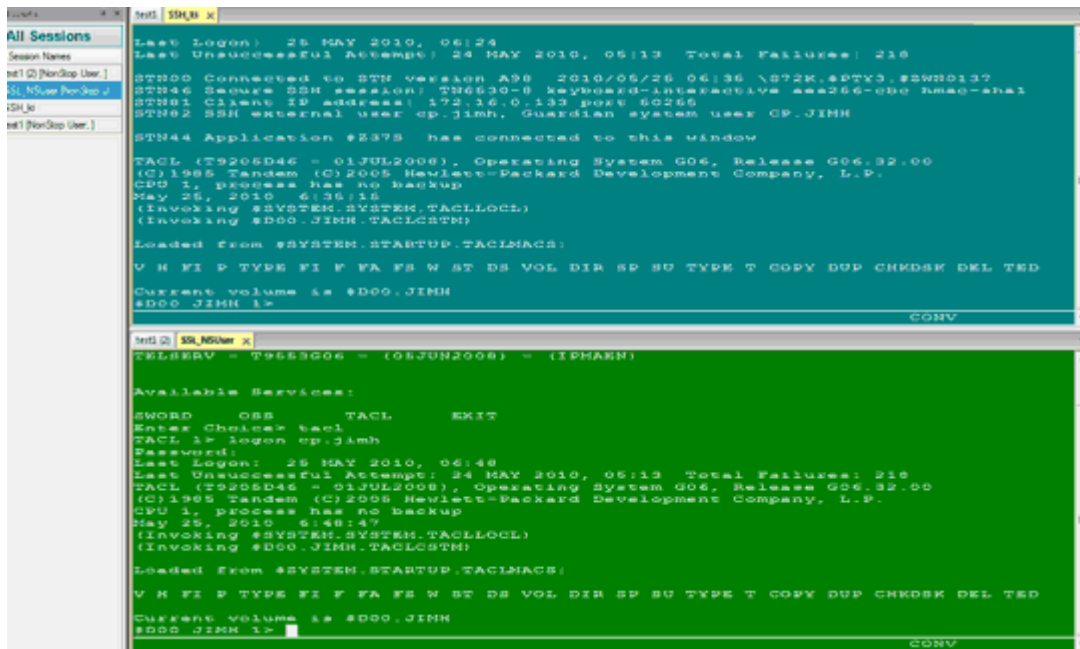 All Sessions
Session Names
test1 (2) [NonStop User, ]
SSL_NSUser [NonStop U
SSH_ki
test1 [NonStop User, ]
test1 SSH_ki x
Last Logon: 25 MAY 2010, 06:24
Last Unsuccessful Attempt: 24 MAY 2010, 05:13 Total Failures: 218
STN00 Connected to STN version A98 2010/05/25 06:35 \S72K.#PTY3.#ZWN0137
STN46 Secure SSH session: TN6530-8 keyboard-interactive aes256-cbc hmac-sha1
STN81 Client IP address: 172.16.0.133 port 50266
STN82 SSH external user cp.jimh, Guardian system user CP.JIMH
STN44 Application #Z375 has connected to this window
TACL (T9205D46 - 01JUL2008), Operating System G06, Release G06.32.00
(C)1985 Tandem (C)2005 Hewlett-Packard Development Company, L.P.
CPU 1, process has no backup
May 25, 2010 6:35:15
(Invoking $SYSTEM.SYSTEM.TACLLOCL)
(Invoking $D00.JIMH.TACLCSTM)
Loaded from $SYSTEM.STARTUP.TACLMACS:
V H FI P TYPE FI F FA FS W ST DS VOL DIR SP SU TYPE T COPY DUP CHKDSK DEL TED
Current volume is $D00.JIMH
$D00 JIMH 1>
CONV
test1 (2) SSL_NSUser x
TELSERV - T9553G06 - (05JUN2008) - (IPMAEN)
Available Services:
SWORD OSS TACL EXIT
Enter Choice> tacl
TACL 1> logon cp.jimh
Password:
Last Logon: 25 MAY 2010, 06:48
Last Unsuccessful Attempt: 24 MAY 2010, 05:13 Total Failures: 218
TACL (T9205D46 - 01JUL2008), Operating System G06, Release G06.32.00
(C)1985 Tandem (C)2005 Hewlett-Packard Development Company, L.P.
CPU 1, process has no backup
May 25, 2010 6:48:47
(Invoking $SYSTEM.SYSTEM.TACLLOCL)
(Invoking $D00.JIMH.TACLCSTM)
Loaded from $SYSTEM.STARTUP.TACLMACS:
V H FI P TYPE FI F FA FS W ST DS VOL DIR SP SU TYPE T COPY DUP CHKDSK DEL TED
Current volume is $D00.JIMH
$D00 JIMH 1>
CONV